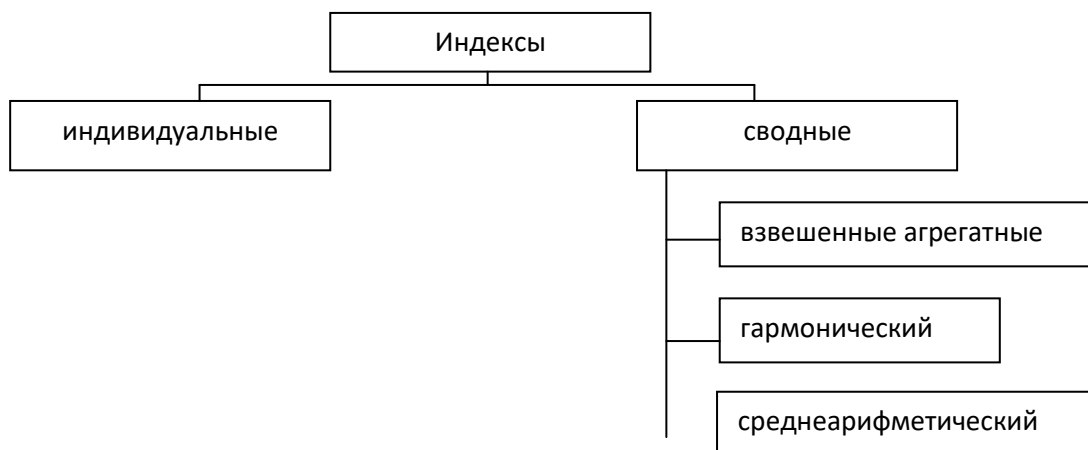 Индексы
индивидуальные
сводные
взвешенные агрегатные
гармонический
среднеарифметический